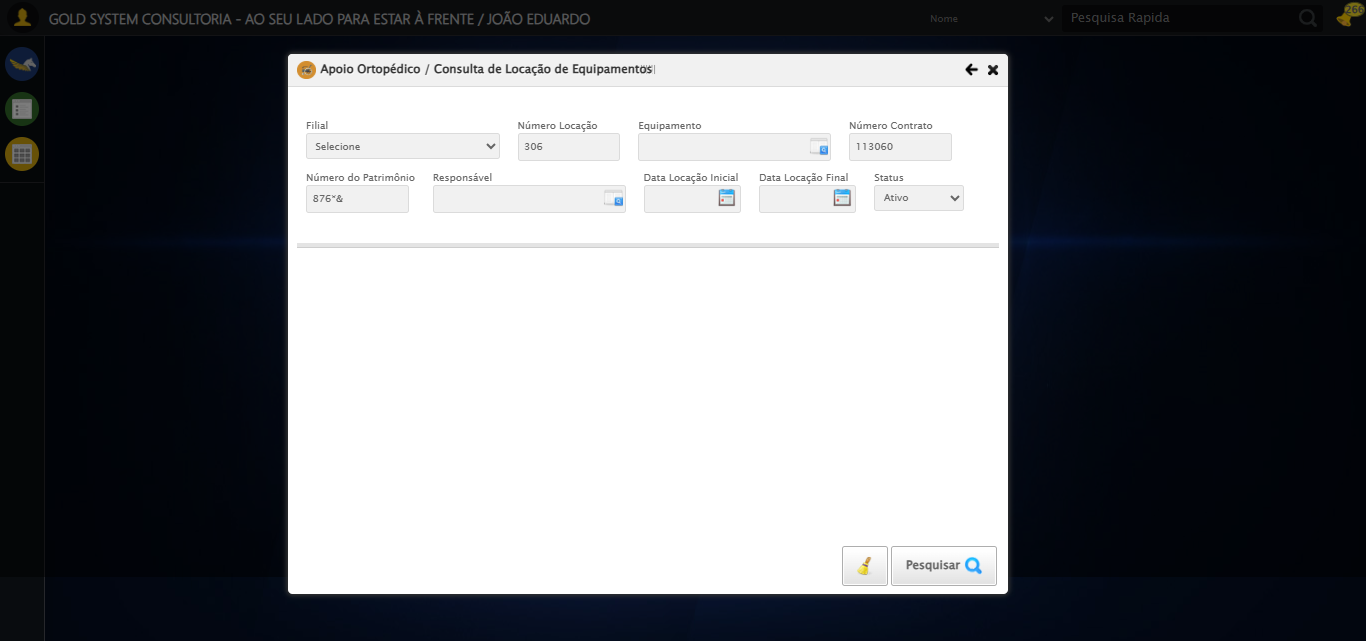 GOLD SYSTEM CONSULTORIA - AO SEU LADO PARA ESTAR À FRENTE / JOÃO EDUARDO
Nome
Pesquisa Rapida
266
Apoio Ortopédico / Consulta de Locação de Equipamentos
Filial
Número Locação
Equipamento
Número Contrato
Selecione
306
113060
Número do Patrimônio
Responsável
Data Locação Inicial
Data Locação Final
Status
876*&
Ativo
Pesquisar